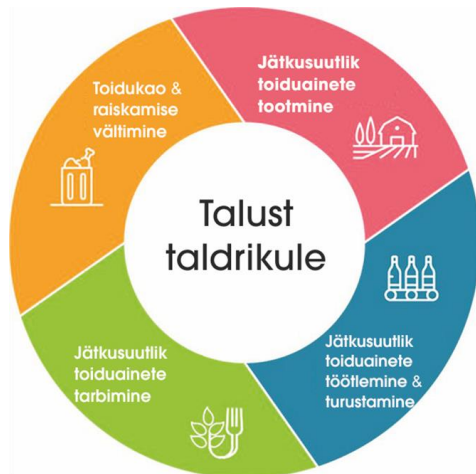 Toidukao &
raiskamise
vältimine
Jätkusuutlik
toiduainete
tootmine
Talust
taldrikule
Jätkusuutlik
toiduainete
töötlemine &
turustamine
Jätkusuutlik
toiduainete
tarbimine